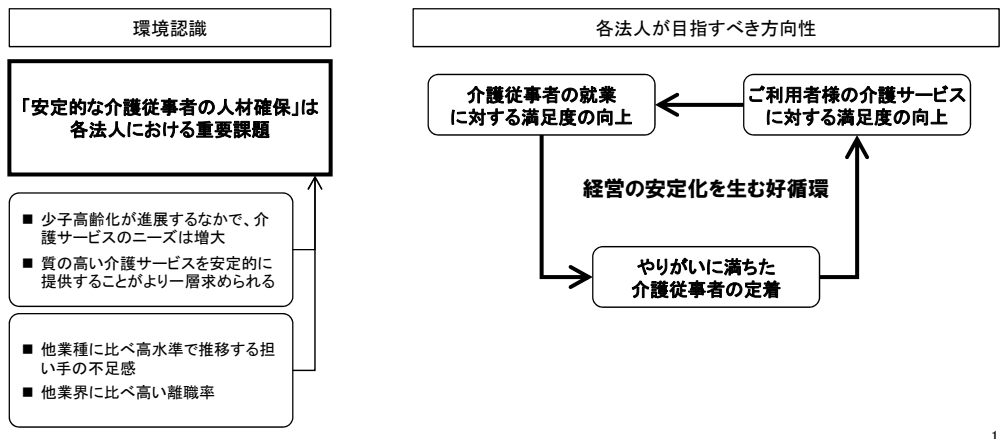 環境認識
各法人が目指すべき方向性
「安定的な介護従事者の人材確保」は
各法人における重要課題
■ 少子高齢化が進展するなかで、介
護サービスのニーズは増大
■ 質の高い介護サービスを安定的に
提供することがより一層求められる
■ 他業種に比べ高水準で推移する担
い手の不足感
■ 他業界に比べ高い離職率
介護従事者の就業
に対する満足度の向上
ご利用者様の介護サービス
に対する満足度の向上
経営の安定化を生む好循環
やりがいに満ちた
介護従事者の定着
1